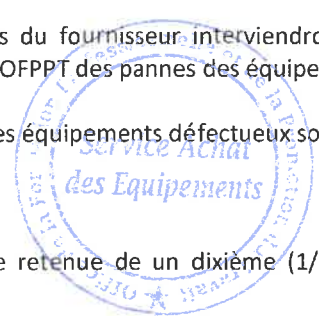 s du fournisseur interviendro
OFPPT des pannes des équipe
es équipements défectueux so
Service Achat
des Equipements
e retenue de un dixième (1/